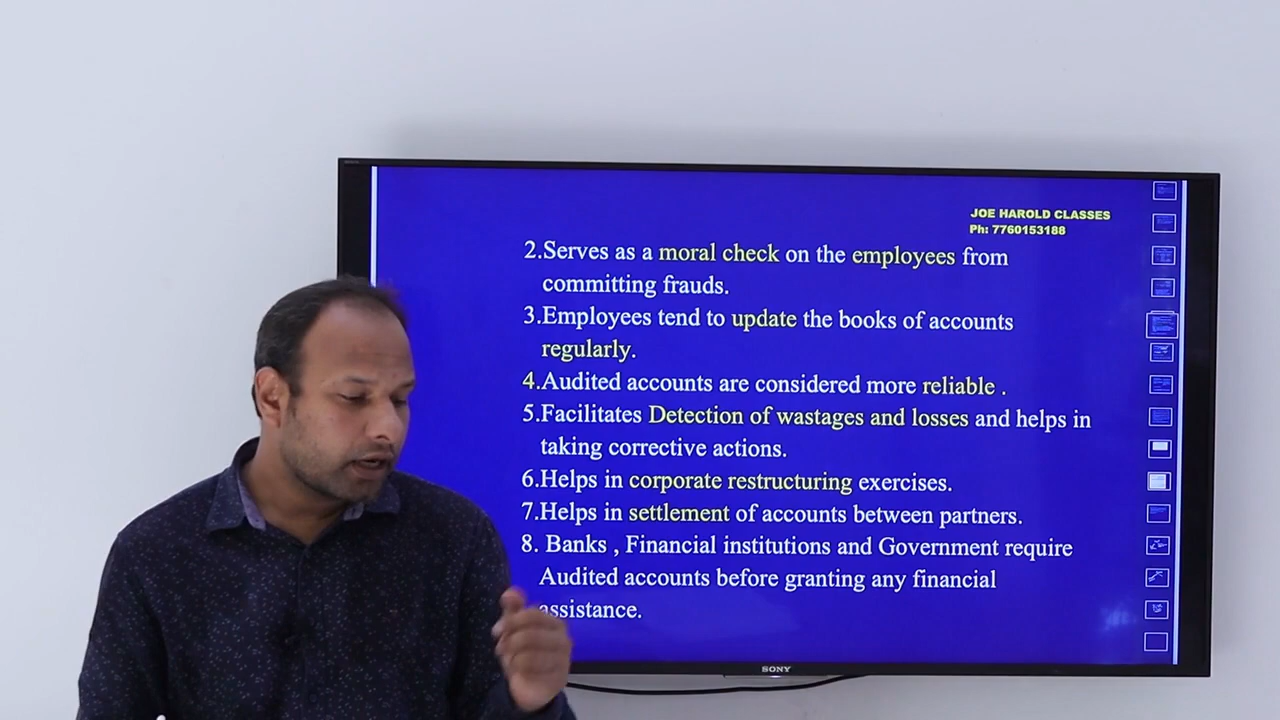 JOE HAROLD CLASSES
Ph: 7760153188
2.Serves as a moral check on the employees from
committing frauds.
3.Employees tend to update the books of accounts
regularly.
4.Audited accounts are considered more reliable .
5.Facilitates Detection of wastages and losses and helps in
taking corrective actions.
6.Helps in corporate restructuring exercises.
7.Helps in settlement of accounts between partners.
8. Banks , Financial institutions and Government require
Audited accounts before granting any financial
assistance.
SONY